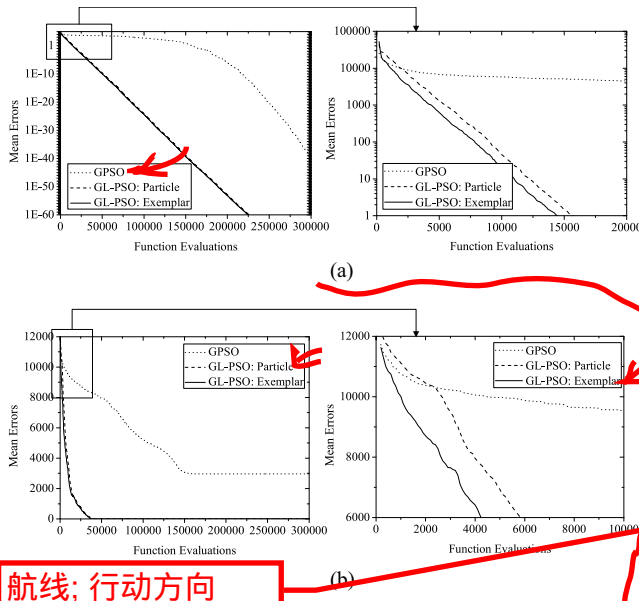 1
1E-10
1E-20
1E-30
1E-40
1E-50
1E-60
Mean Errors
GPSO
GL-PSO: Particle
GL-PSO: Exemplar
0 50000 100000 150000 200000 250000 300000
Function Evaluations
100000
10000
1000
100
10
1
Mean Errors
GPSO
GL-PSO: Particle
GL-PSO: Exemplar
0 5000 10000 15000 20000
Function Evaluations
(a)
12000
10000
8000
6000
4000
2000
0
Mean Errors
GPSO
GL-PSO: Particle
GL-PSO: Exemplar
0 50000 100000 150000 200000 250000 300000
Function Evaluations
12000
10000
8000
6000
Mean Errors
GPSO
GL-PSO: Particle
GL-PSO: Exemplar
0 2000 4000 6000 8000 10000
Function Evaluations
(b)
航线; 行动方向